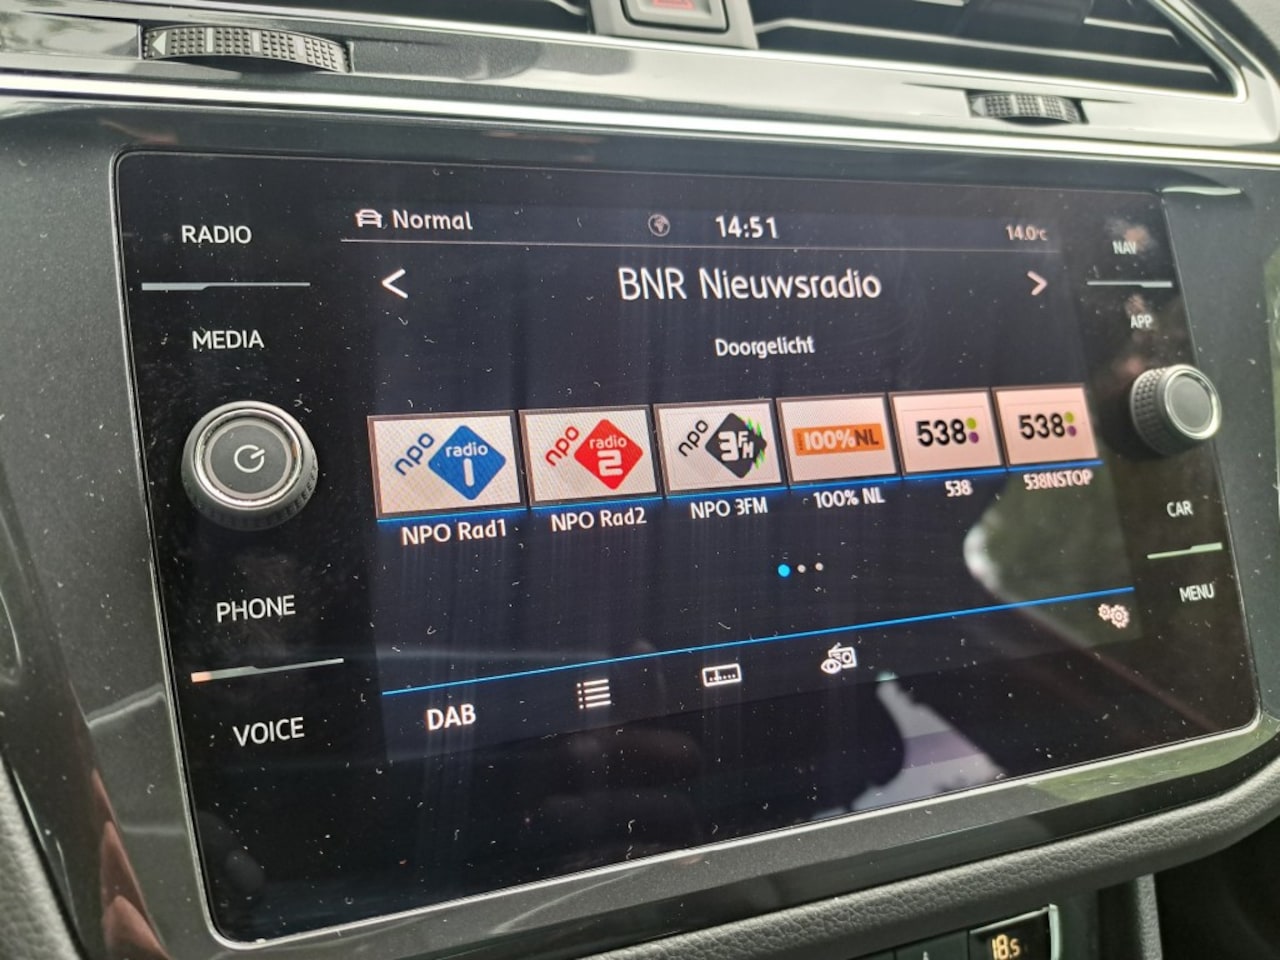 RADIO
MEDIA
PHONE
VOICE
Normal
14:51
14.0°C
BNR Nieuwsradio
Doorgelicht
npo radio 1
npo radio 2
npo 3FM
100%NL
538
538
NPO Rad1
NPO Rad2
NPO 3FM
100% NL
538
538NSTOP
DAB
NAV
APP
CAR
MENU
18.5